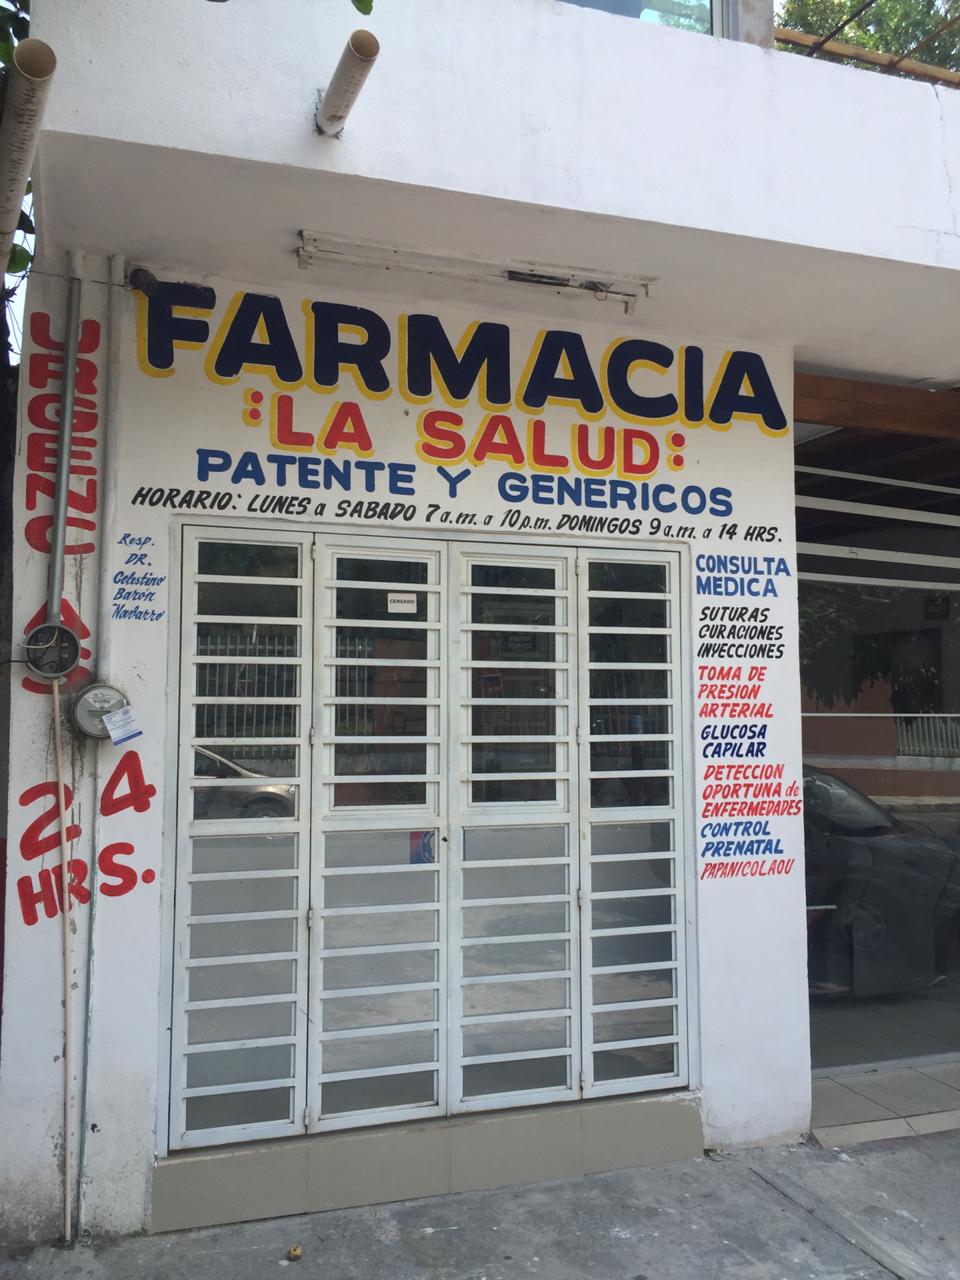 FARMACIA
:LA SALUD:
PATENTE Y GENERICOS
HORARIO: LUNES a SABADO 7 a.m. a 10 p.m. DOMINGOS 9 a.m. a 14 HRS.
URGENCIAS
24
HRS.
Resp.
DR.
Celestino
Barón
Navarro
CENSADO
CONSULTA
MEDICA
SUTURAS
CURACIONES
INYECCIONES
TOMA DE
PRESION
ARTERIAL
GLUCOSA
CAPILAR
DETECCION
OPORTUNA de
ENFERMEDADES
CONTROL
PRENATAL
PAPANICOLAOU